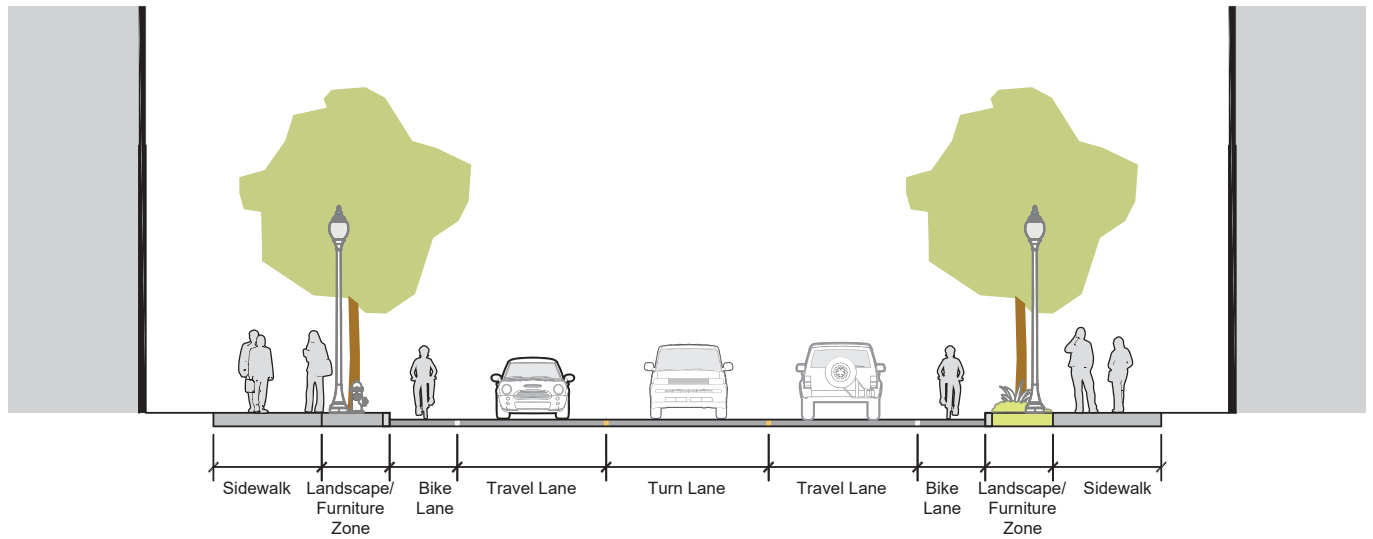 Sidewalk
Landscape/
Furniture
Zone
Bike
Lane
Travel Lane
Turn Lane
Travel Lane
Bike
Lane
Landscape/
Furniture
Zone
Sidewalk